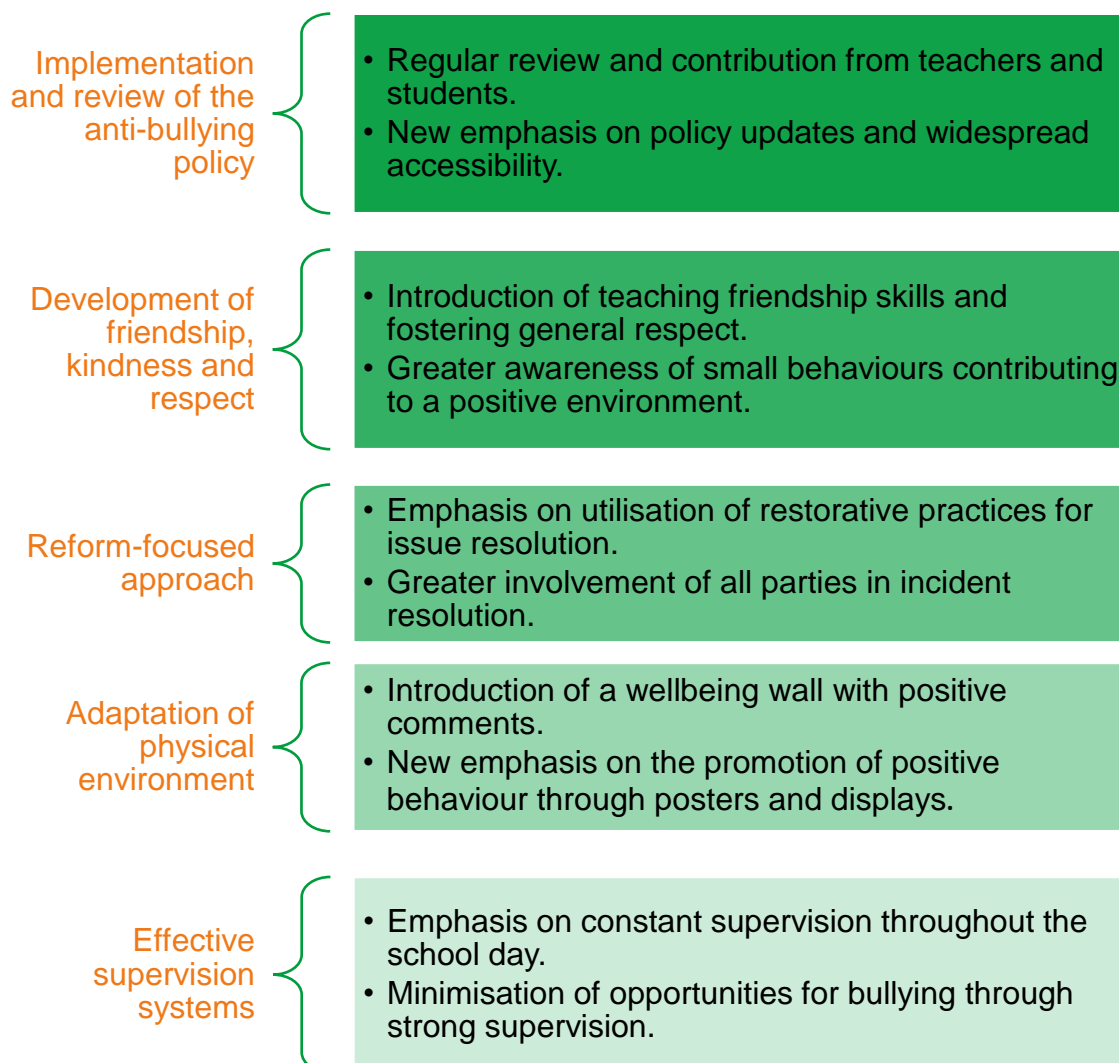 Implementation
and review of the
anti-bullying
policy
• Regular review and contribution from teachers and
students.
• New emphasis on policy updates and widespread
accessibility.
Development of
friendship,
kindness and
respect
• Introduction of teaching friendship skills and
fostering general respect.
• Greater awareness of small behaviours contributing
to a positive environment.
Reform-focused
approach
• Emphasis on utilisation of restorative practices for
issue resolution.
• Greater involvement of all parties in incident
resolution.
Adaptation of
physical
environment
• Introduction of a wellbeing wall with positive
comments.
• New emphasis on the promotion of positive
behaviour through posters and displays.
Effective
supervision
systems
• Emphasis on constant supervision throughout the
school day.
• Minimisation of opportunities for bullying through
strong supervision.